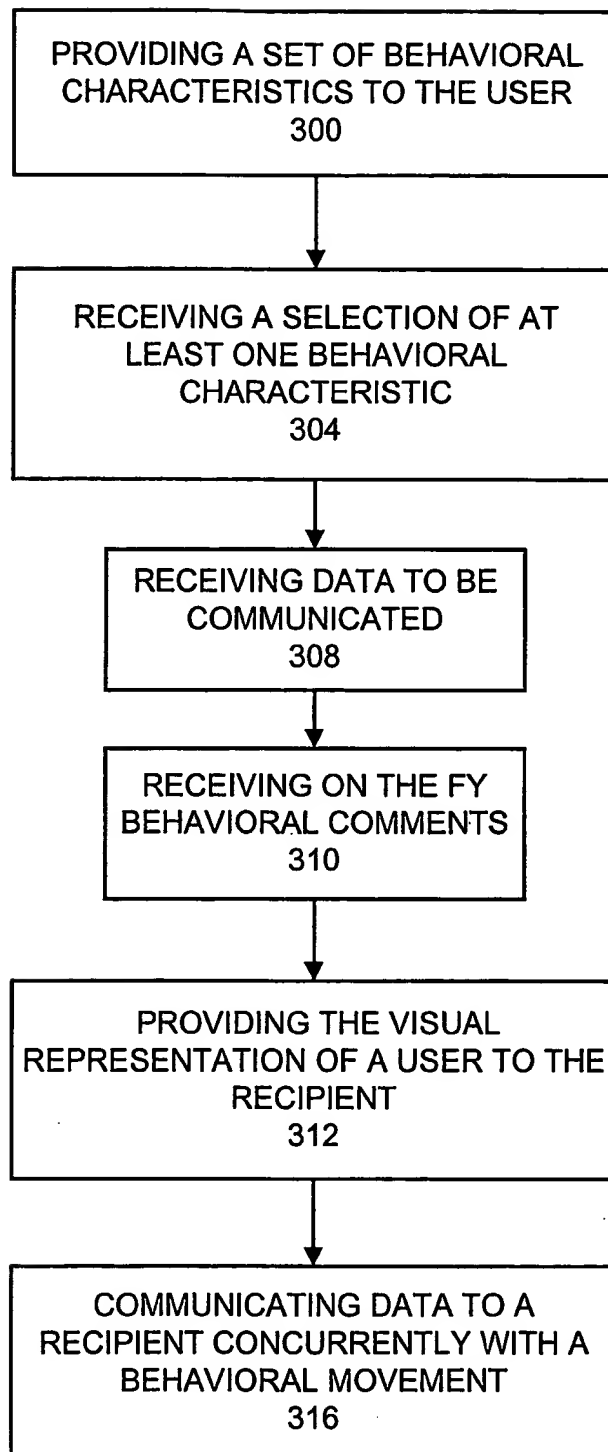 PROVIDING A SET OF BEHAVIORAL
CHARACTERISTICS TO THE USER
300
RECEIVING A SELECTION OF AT
LEAST ONE BEHAVIORAL
CHARACTERISTIC
304
RECEIVING DATA TO BE
COMMUNICATED
308
RECEIVING ON THE FY
BEHAVIORAL COMMENTS
310
PROVIDING THE VISUAL
REPRESENTATION OF A USER TO THE
RECIPIENT
312
COMMUNICATING DATA TO A
RECIPIENT CONCURRENTLY WITH A
BEHAVIORAL MOVEMENT
316